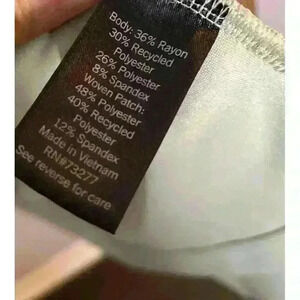 Body: 36% Rayon
30% Recycled
Polyester
26% Polyester
8% Spandex
Woven Patch:
48% Polyester
40% Recycled
Polyester
12% Spandex
Made in Vietnam
RN#73277
See reverse for care